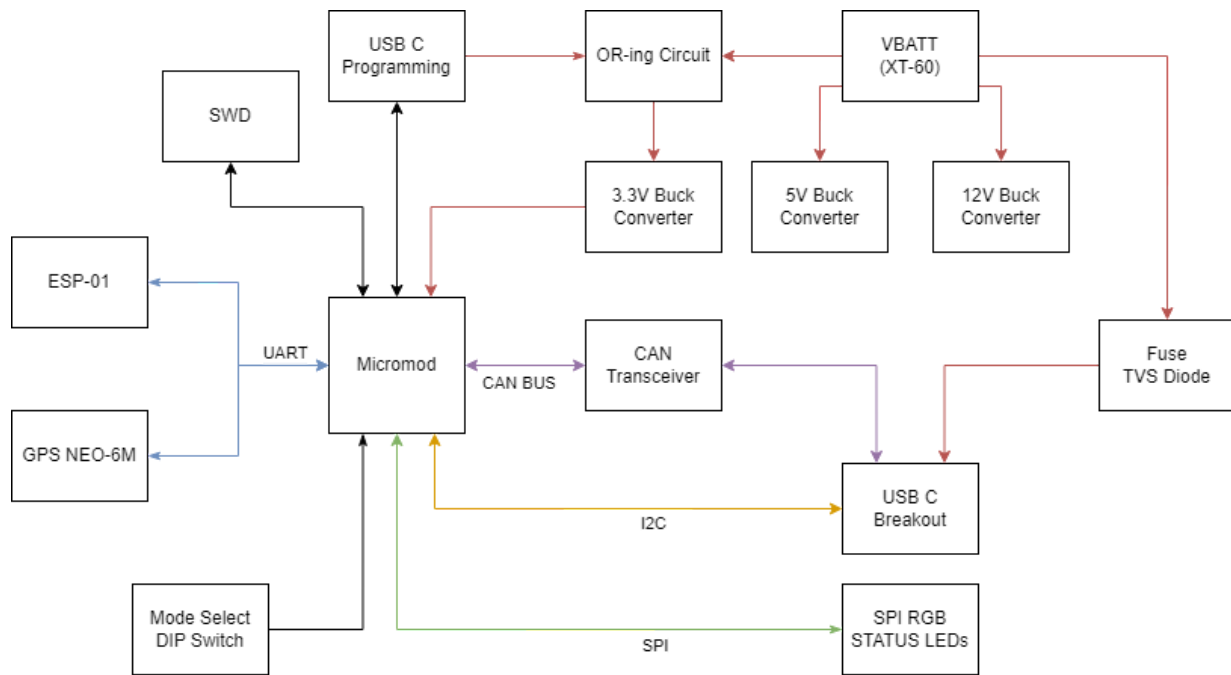 USB C
Programming
OR-ing Circuit
VBATT
(XT-60)
SWD
3.3V Buck
Converter
5V Buck
Converter
12V Buck
Converter
ESP-01
UART
Micromod
CAN BUS
CAN
Transceiver
Fuse
TVS Diode
GPS NEO-6M
I2C
USB C
Breakout
Mode Select
DIP Switch
SPI
SPI RGB
STATUS LEDs